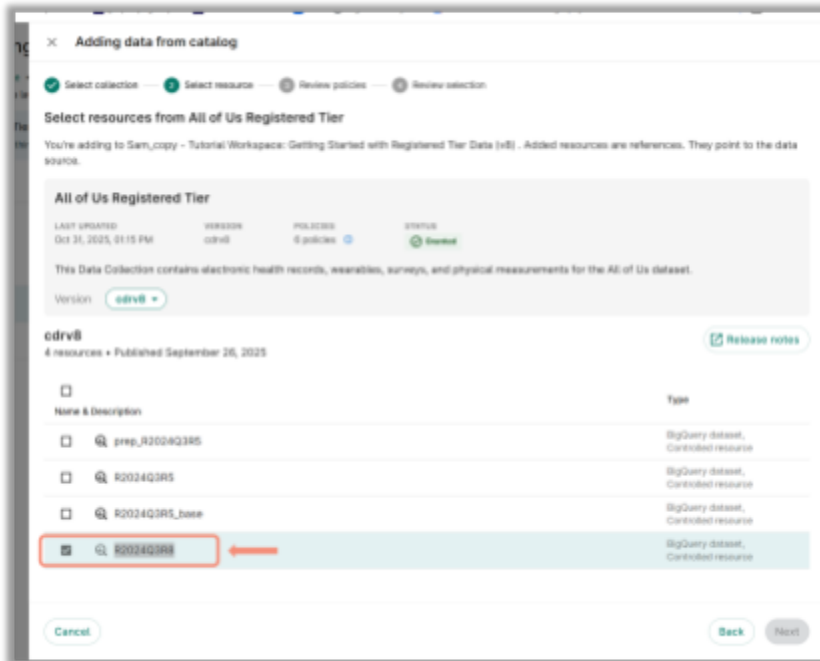 Adding data from catalog
Select collection
2 Select resource
3 Review policies
4 Review selection
Select resources from All of Us Registered Tier
You're adding to Sam_copy - Tutorial Workspace: Getting Started with Registered Tier Data (v8) . Added resources are references. They point to the data
source.
All of Us Registered Tier
LAST UPDATED VERSION POLICIES STATUS
Oct 31, 2025, 01:15 PM cdrv8 6 policies Granted
This Data Collection contains electronic health records, wearables, surveys, and physical measurements for the All of Us dataset.
Version cdrv8
cdrv8
Release notes
4 resources • Published September 26, 2025
Type
Name & Description
prep_R2024Q3R5 BigQuery dataset,
Controlled resource
R2024Q3R5 BigQuery dataset,
Controlled resource
R2024Q3R5_base BigQuery dataset,
Controlled resource
R2024Q3R8 BigQuery dataset,
Controlled resource
Cancel Back Next